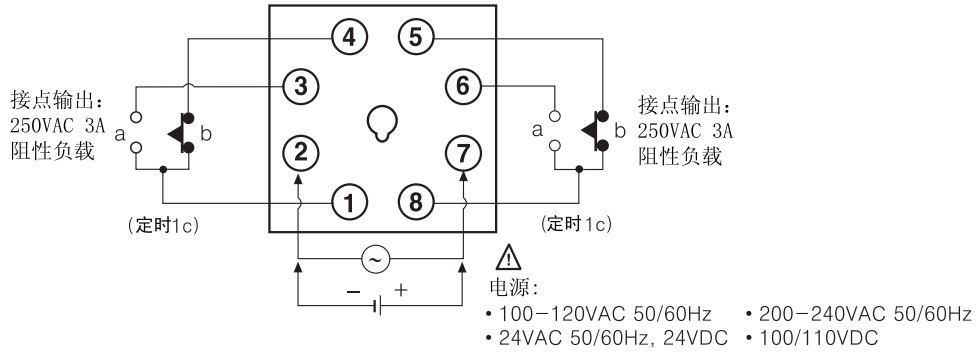 ④ ⑤
③ ⑥
接点输出:
250VAC 3A
阻性负载
a b
a b
接点输出:
250VAC 3A
阻性负载
② ⑦
① ⑧
(定时1c)
(定时1c)
~
− +
电源:
• 100−120VAC 50/60Hz • 200−240VAC 50/60Hz
• 24VAC 50/60Hz, 24VDC • 100/110VDC